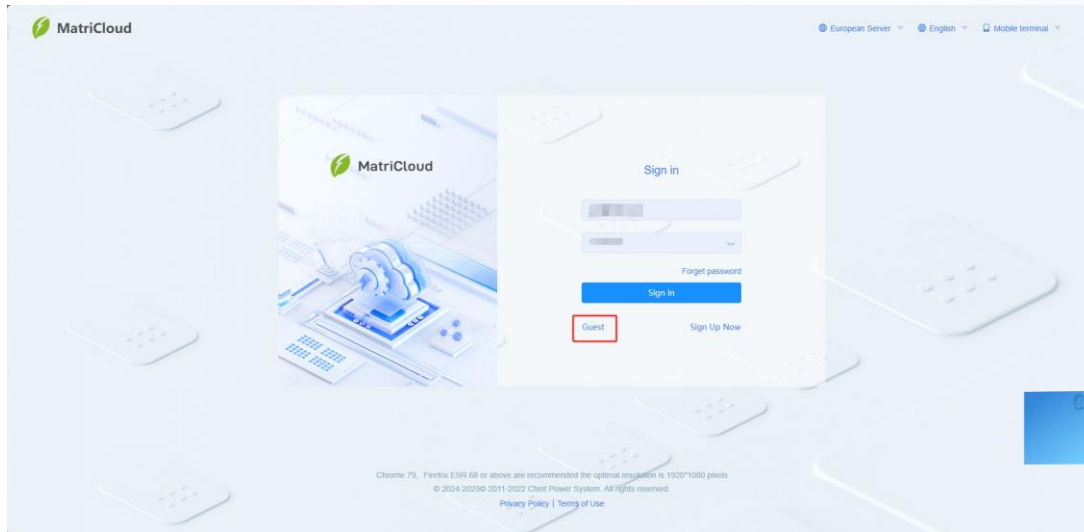 MatriCloud
European Server
English
Mobile terminal
MatriCloud
Sign in
Forget password
Sign in
Guest
Sign Up Now
Chrome 79, Firefox ESR 68 or above are recommended the optimal resolution is 1920*1080 pixels
© 2024-2025© 2011-2022 Chint Power System. All rights reserved.
Privacy Policy | Terms of Use